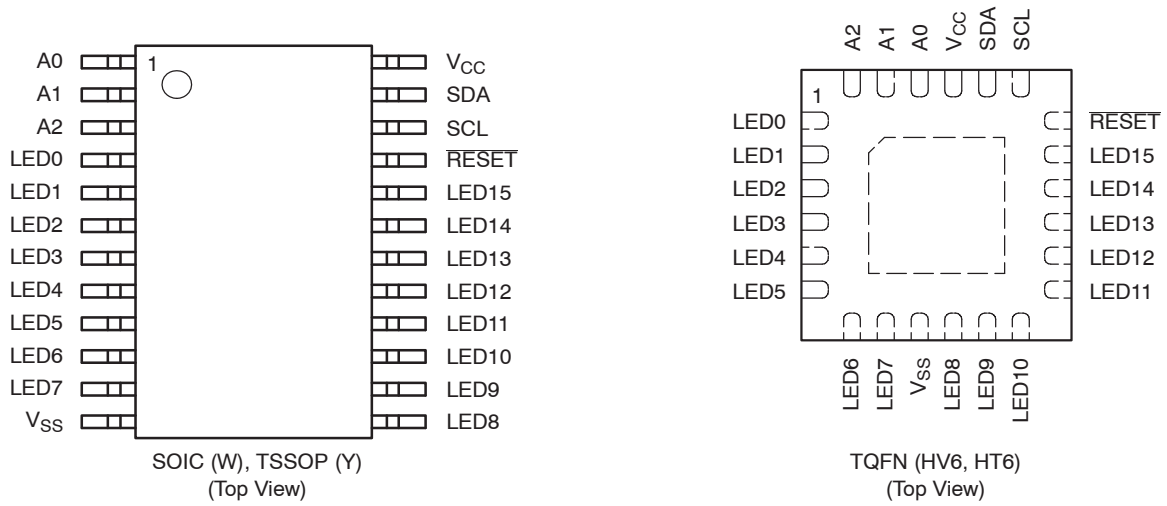 A0
A1
A2
LED0
LED1
LED2
LED3
LED4
LED5
LED6
LED7
VSS
1
VCC
SDA
SCL
RESET
LED15
LED14
LED13
LED12
LED11
LED10
LED9
LED8
SOIC (W), TSSOP (Y)
(Top View)
A2
A1
A0
VCC
SDA
SCL
1
LED0
LED1
LED2
LED3
LED4
LED5
RESET
LED15
LED14
LED13
LED12
LED11
LED6
LED7
VSS
LED8
LED9
LED10
TQFN (HV6, HT6)
(Top View)